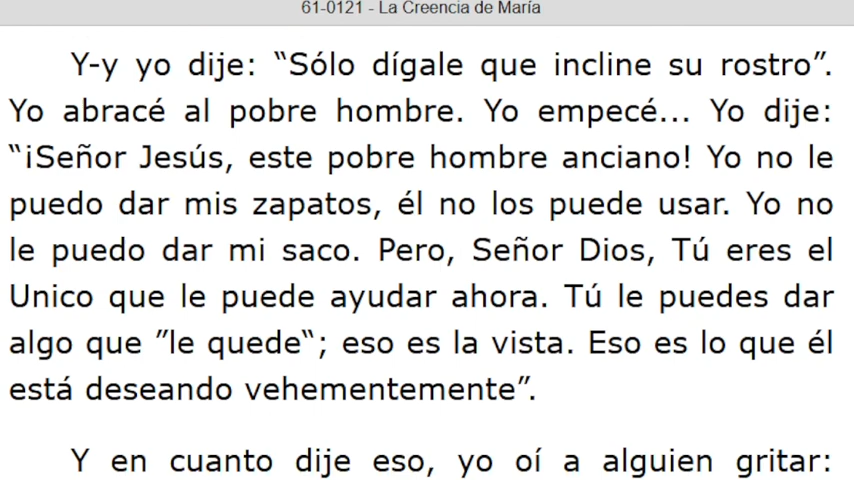 61-0121 - La Creencia de María
Y-y yo dije: “Sólo dígale que incline su rostro”.
Yo abracé al pobre hombre. Yo empecé... Yo dije:
“¡Señor Jesús, este pobre hombre anciano! Yo no le
puedo dar mis zapatos, él no los puede usar. Yo no
le puedo dar mi saco. Pero, Señor Dios, Tú eres el
Unico que le puede ayudar ahora. Tú le puedes dar
algo que ”le quede“; eso es la vista. Eso es lo que él
está deseando vehementemente”.
Y en cuanto dije eso, yo oí a alguien gritar: